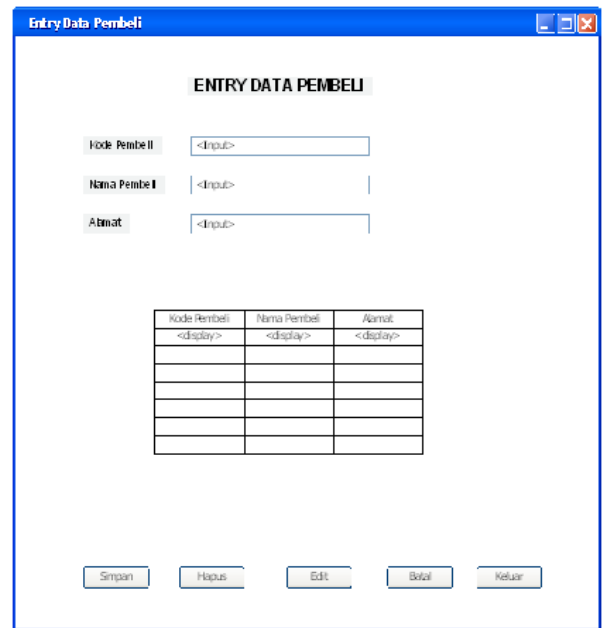 Entry Data Pembeli
ENTRY DATA PEMBELI
Kode Pembeli <Input>
Nama Pembeli <Input>
Alamat <Input>
Kode Pembeli Nama Pembeli Alamat
<display> <display> <display>
Simpan Hapus Edit Batal Keluar